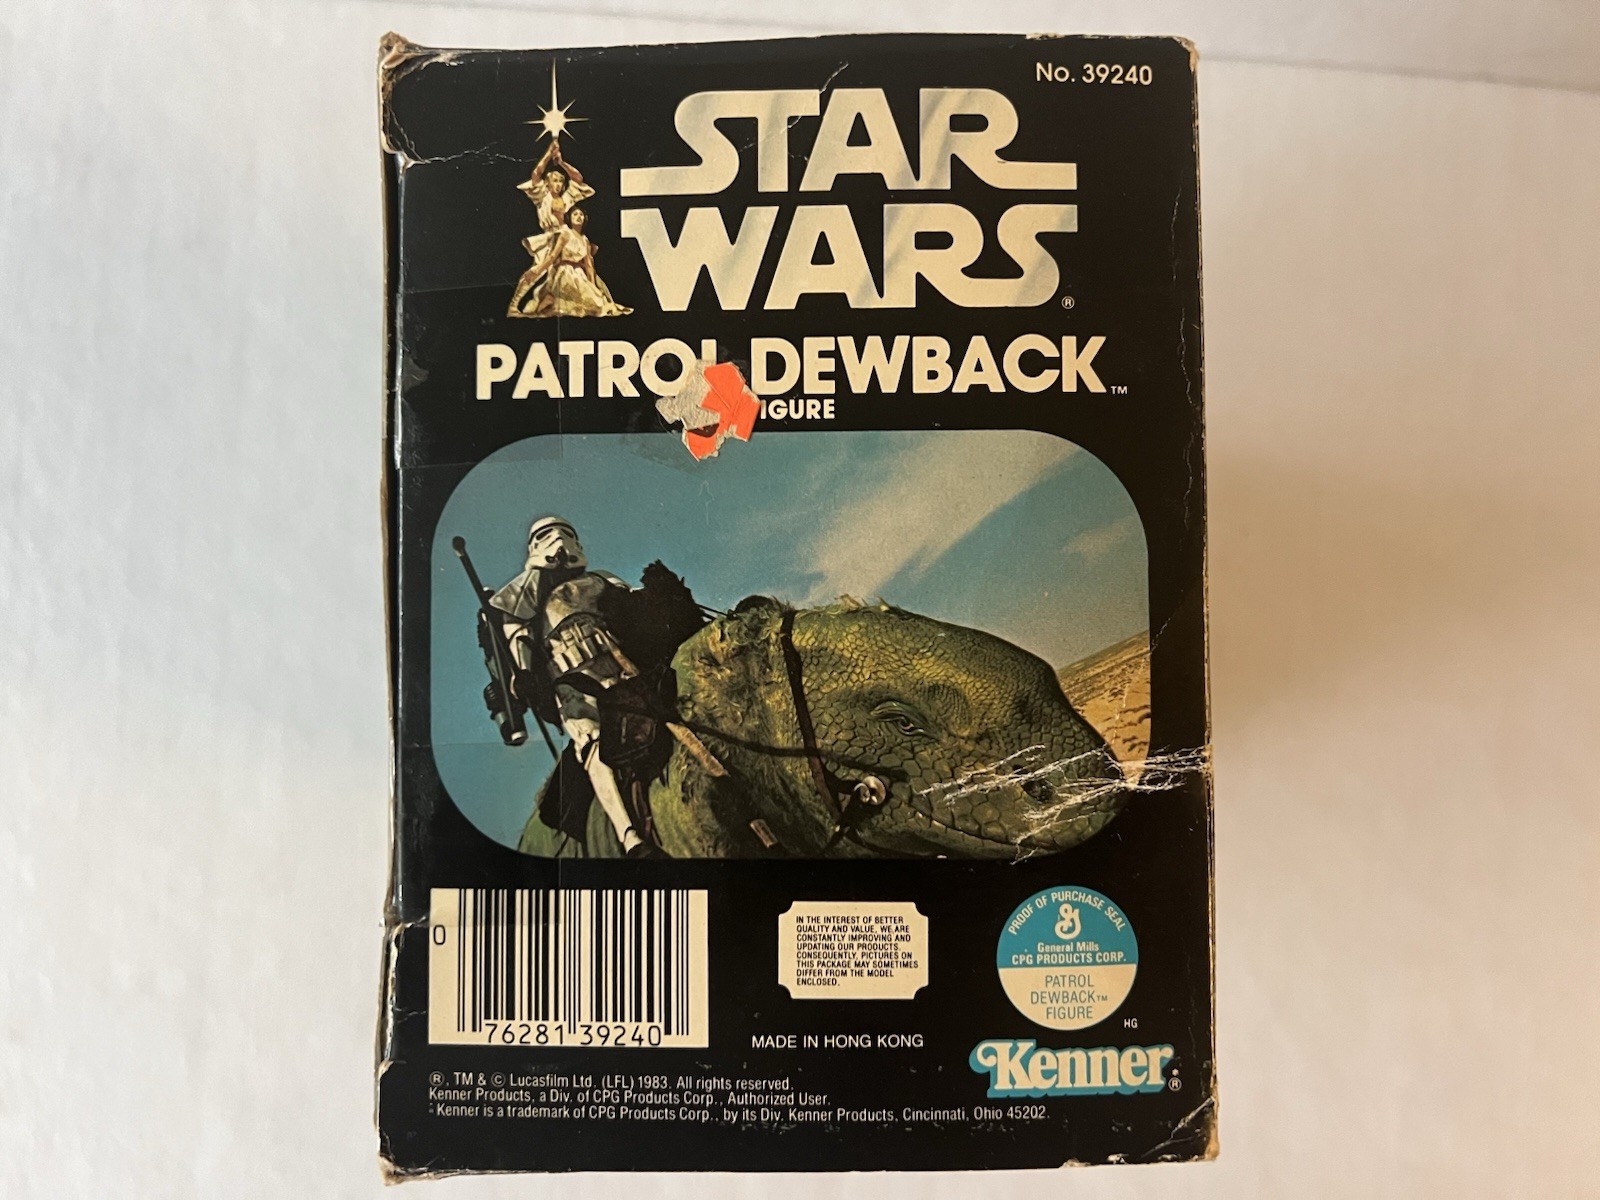 No. 39240
STAR
WARS®
PATROL DEWBACK™
IGURE
0
76281 39240
IN THE INTEREST OF BETTER
QUALITY AND VALUE, WE ARE
CONSTANTLY IMPROVING AND
UPDATING OUR PRODUCTS.
CONSEQUENTLY, PICTURES ON
THIS PACKAGE MAY SOMETIMES
DIFFER FROM THE MODEL
ENCLOSED.
PROOF OF PURCHASE SEAL
G
General Mills
CPG PRODUCTS CORP.
PATROL
DEWBACK™
FIGURE
HG
MADE IN HONG KONG
Kenner®
®, TM & © Lucasfilm Ltd. (LFL) 1983. All rights reserved.
Kenner Products, a Div. of CPG Products Corp., Authorized User.
Kenner is a trademark of CPG Products Corp., by its Div. Kenner Products, Cincinnati, Ohio 45202.